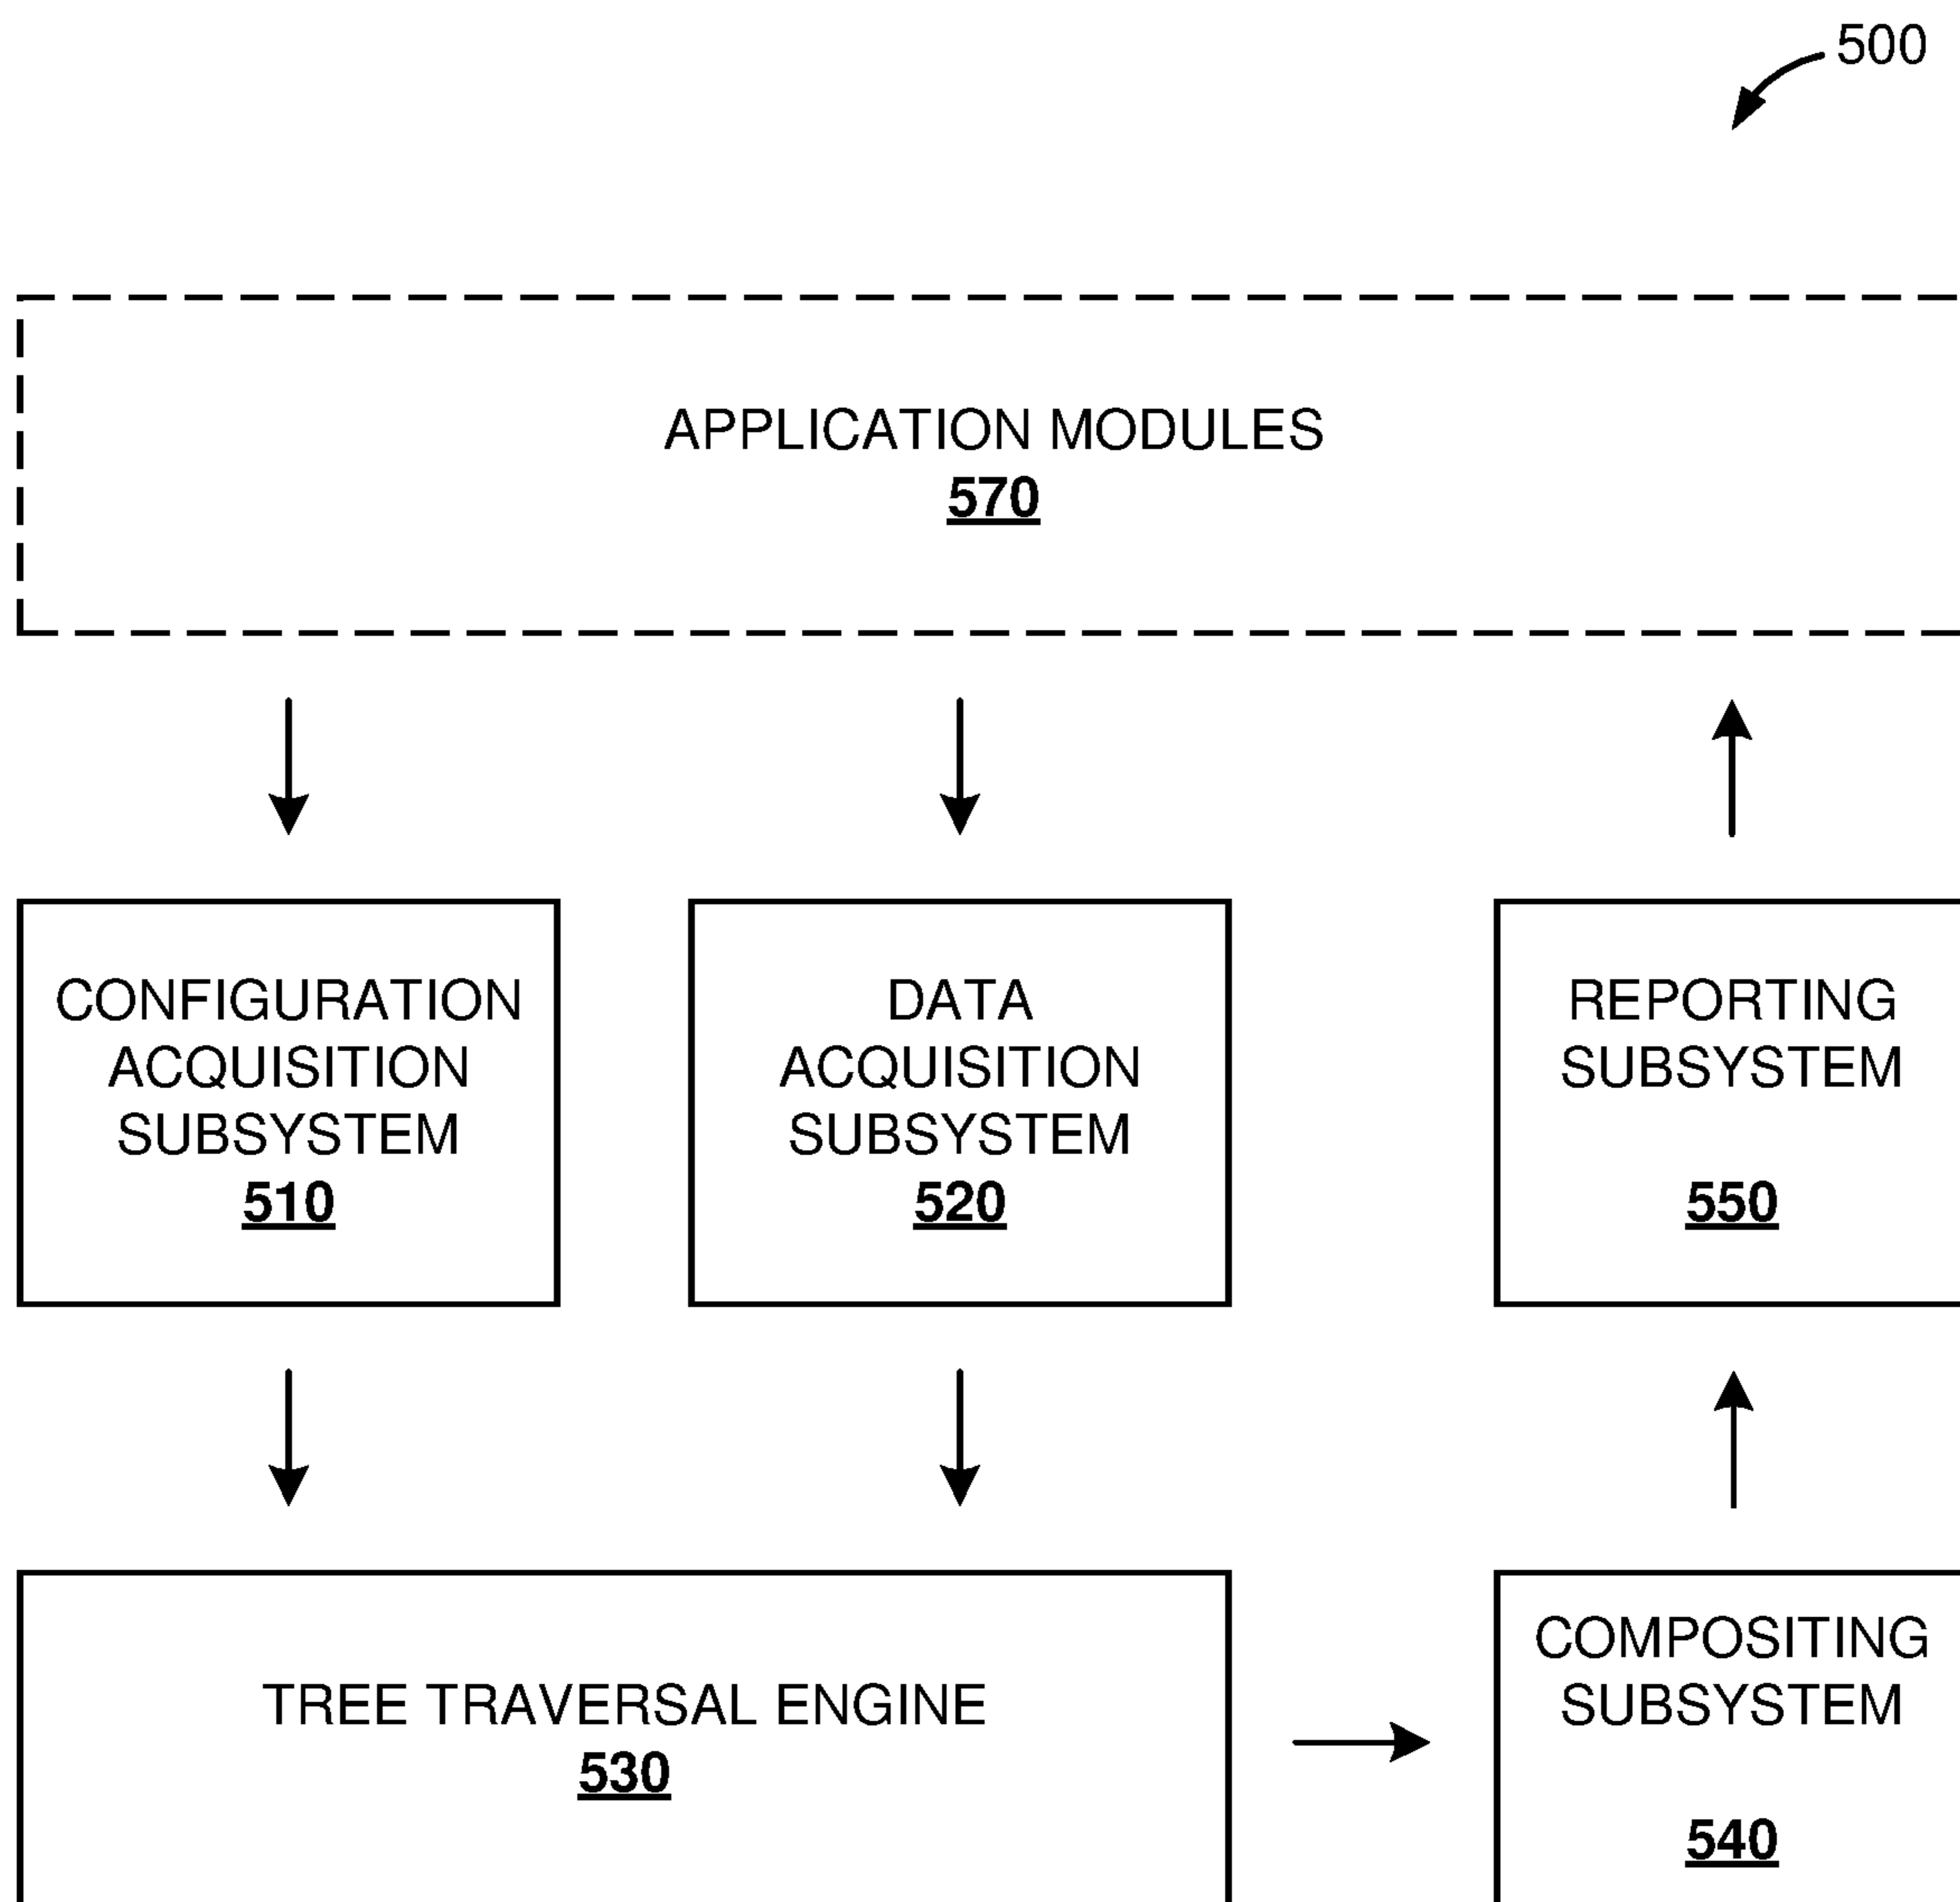 500
APPLICATION MODULES
570
CONFIGURATION
ACQUISITION
SUBSYSTEM
510
DATA
ACQUISITION
SUBSYSTEM
520
REPORTING
SUBSYSTEM
550
TREE TRAVERSAL ENGINE
530
COMPOSITING
SUBSYSTEM
540